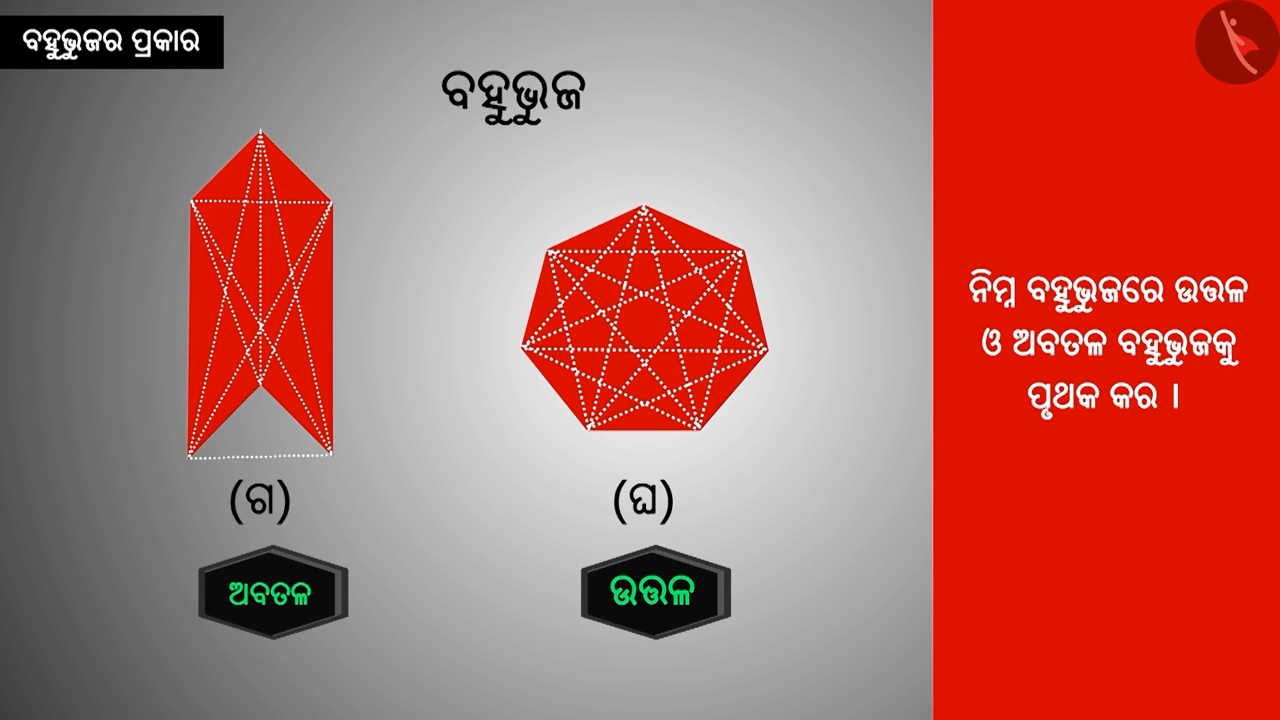 ବହୁଭୁଜର ପ୍ରକାର
ବହୁଭୁଜ
(ଗ)
(ଘ)
ଅବତଳ
ଉତ୍ତଳ
ନିମ୍ନ ବହୁଭୁଜରେ ଉତ୍ତଳ
ଓ ଅବତଳ ବହୁଭୁଜକୁ
ପୃଥକ କର ।